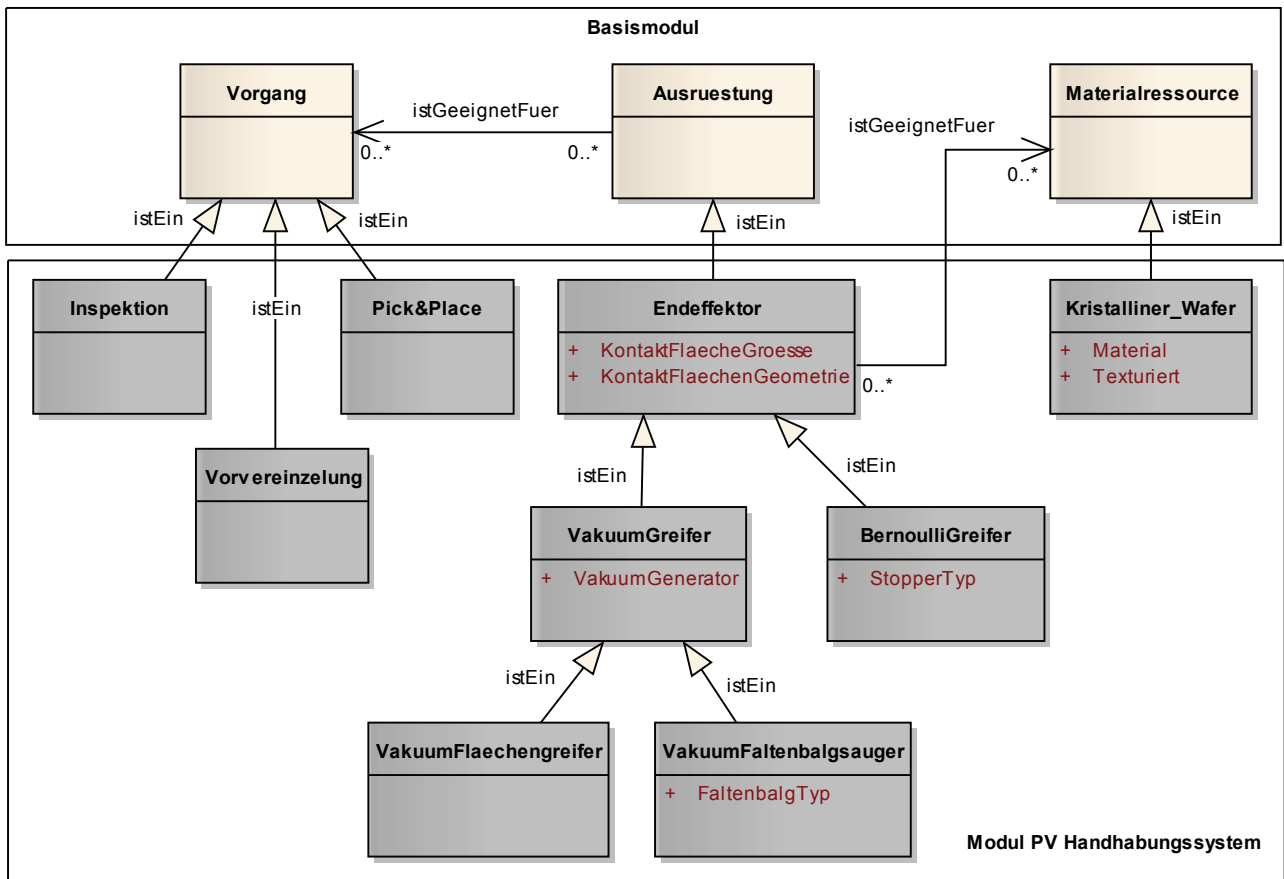 Basismodul
Vorgang
Ausruestung
Materialressource
istGeeignetFuer
0..*
0..*
istGeeignetFuer
0..*
istEin
istEin
istEin
istEin
istEin
Inspektion
Pick&Place
Endeffektor
+ KontaktFlaecheGroesse
+ KontaktFlaechenGeometrie
0..*
Kristalliner_Wafer
+ Material
+ Texturiert
Vorvereinzelung
istEin
istEin
VakuumGreifer
+ VakuumGenerator
BernoulliGreifer
+ StopperTyp
istEin
istEin
VakuumFlaechengreifer
VakuumFaltenbalgsauger
+ FaltenbalgTyp
Modul PV Handhabungssystem